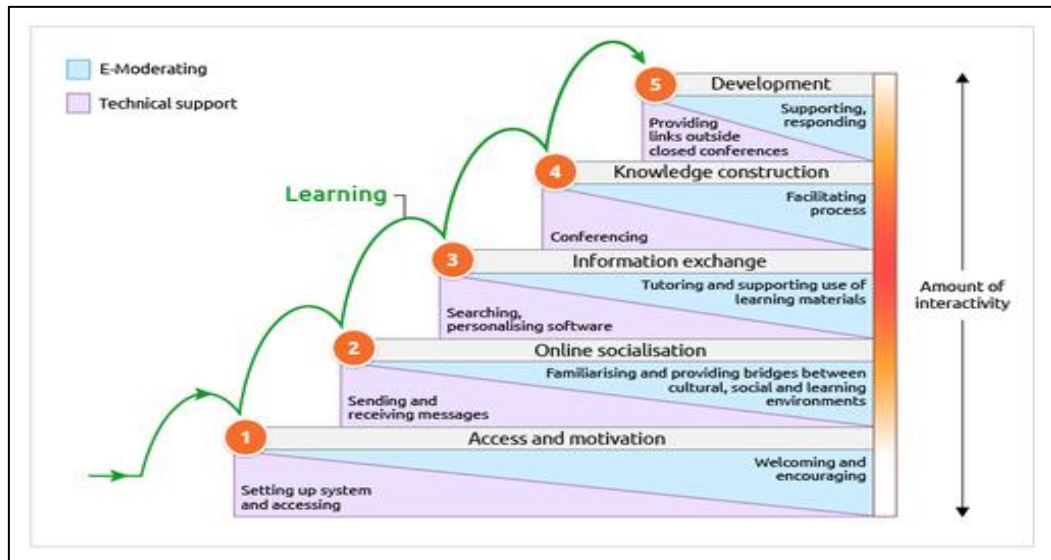 E-Moderating
Technical support
Learning
5
Development
Supporting,
responding
Providing
links outside
closed conferences
4
Knowledge construction
Facilitating
process
Conferencing
3
Information exchange
Tutoring and supporting use of
learning materials
Searching,
personalising software
2
Online socialisation
Familiarising and providing bridges between
cultural, social and learning
environments
Sending and
receiving messages
1
Access and motivation
Welcoming and
encouraging
Setting up system
and accessing
Amount of
interactivity